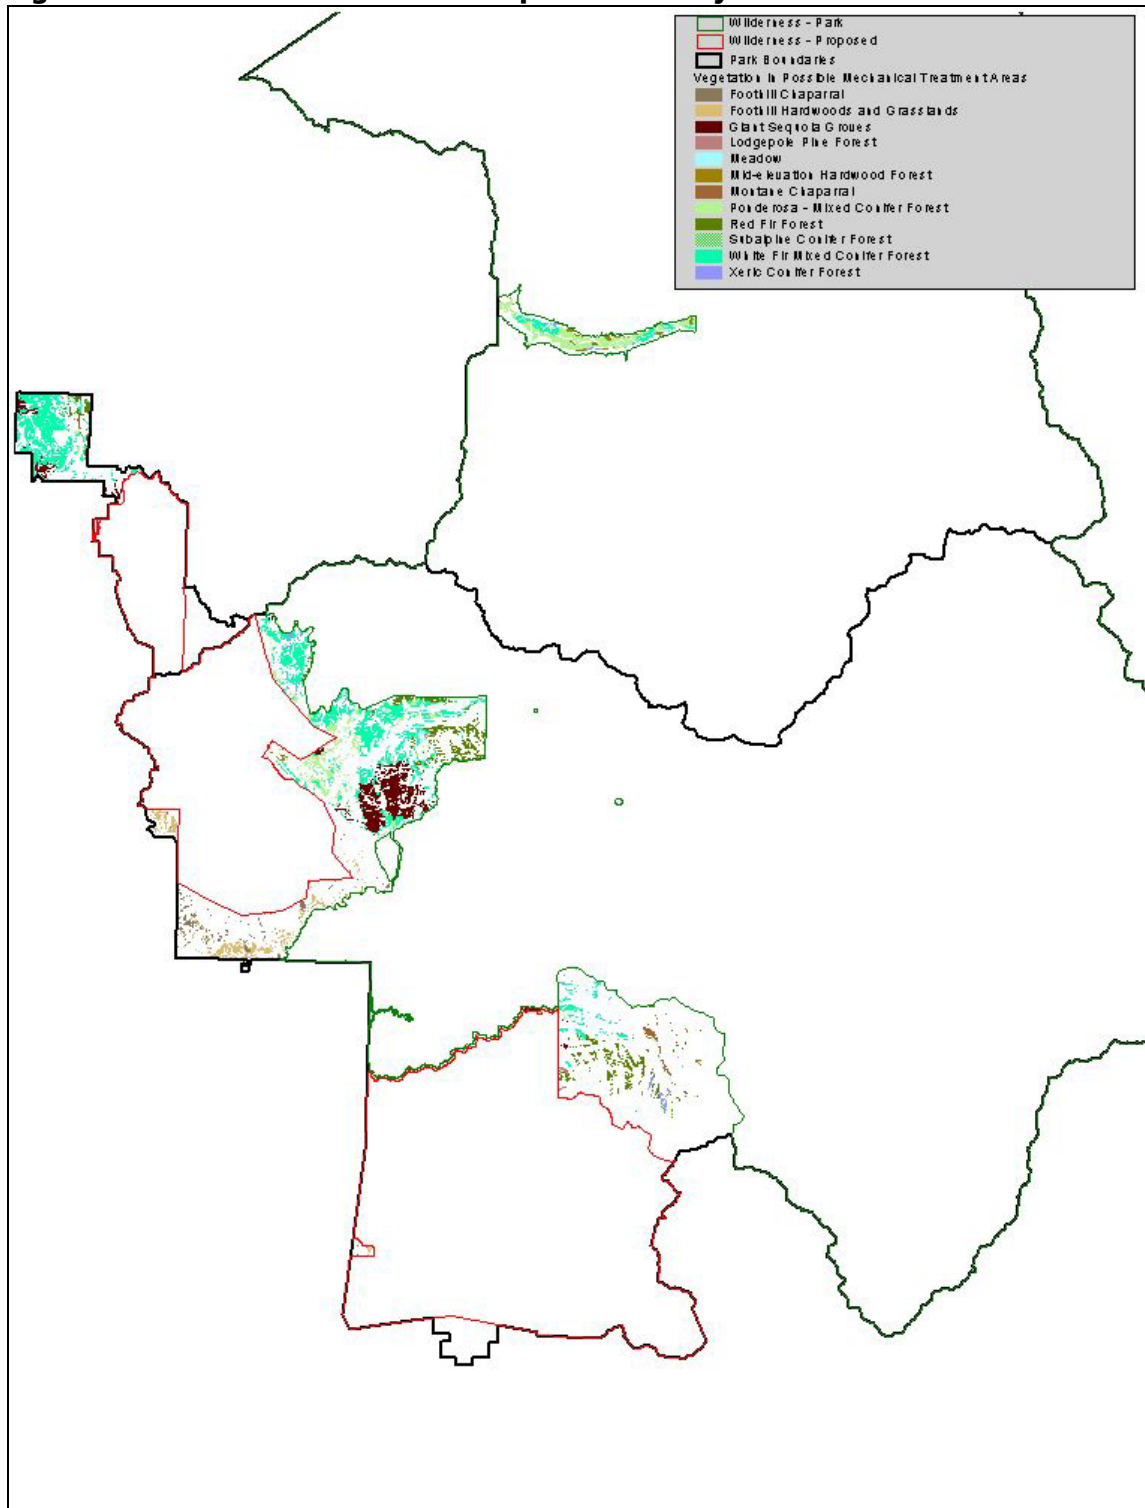 Wilderness - Park
Wilderness - Proposed
Park Boundaries
Vegetation in Possible Mechanical Treatment Areas
Foothill Chaparral
Foothill Hardwoods and Grasslands
Giant Sequoia Groves
Lodgepole Pine Forest
Meadow
Mid-elevation Hardwood Forest
Montane Chaparral
Ponderosa - Mixed Conifer Forest
Red Fir Forest
Subalpine Conifer Forest
White Fir Mixed Conifer Forest
Xeric Conifer Forest